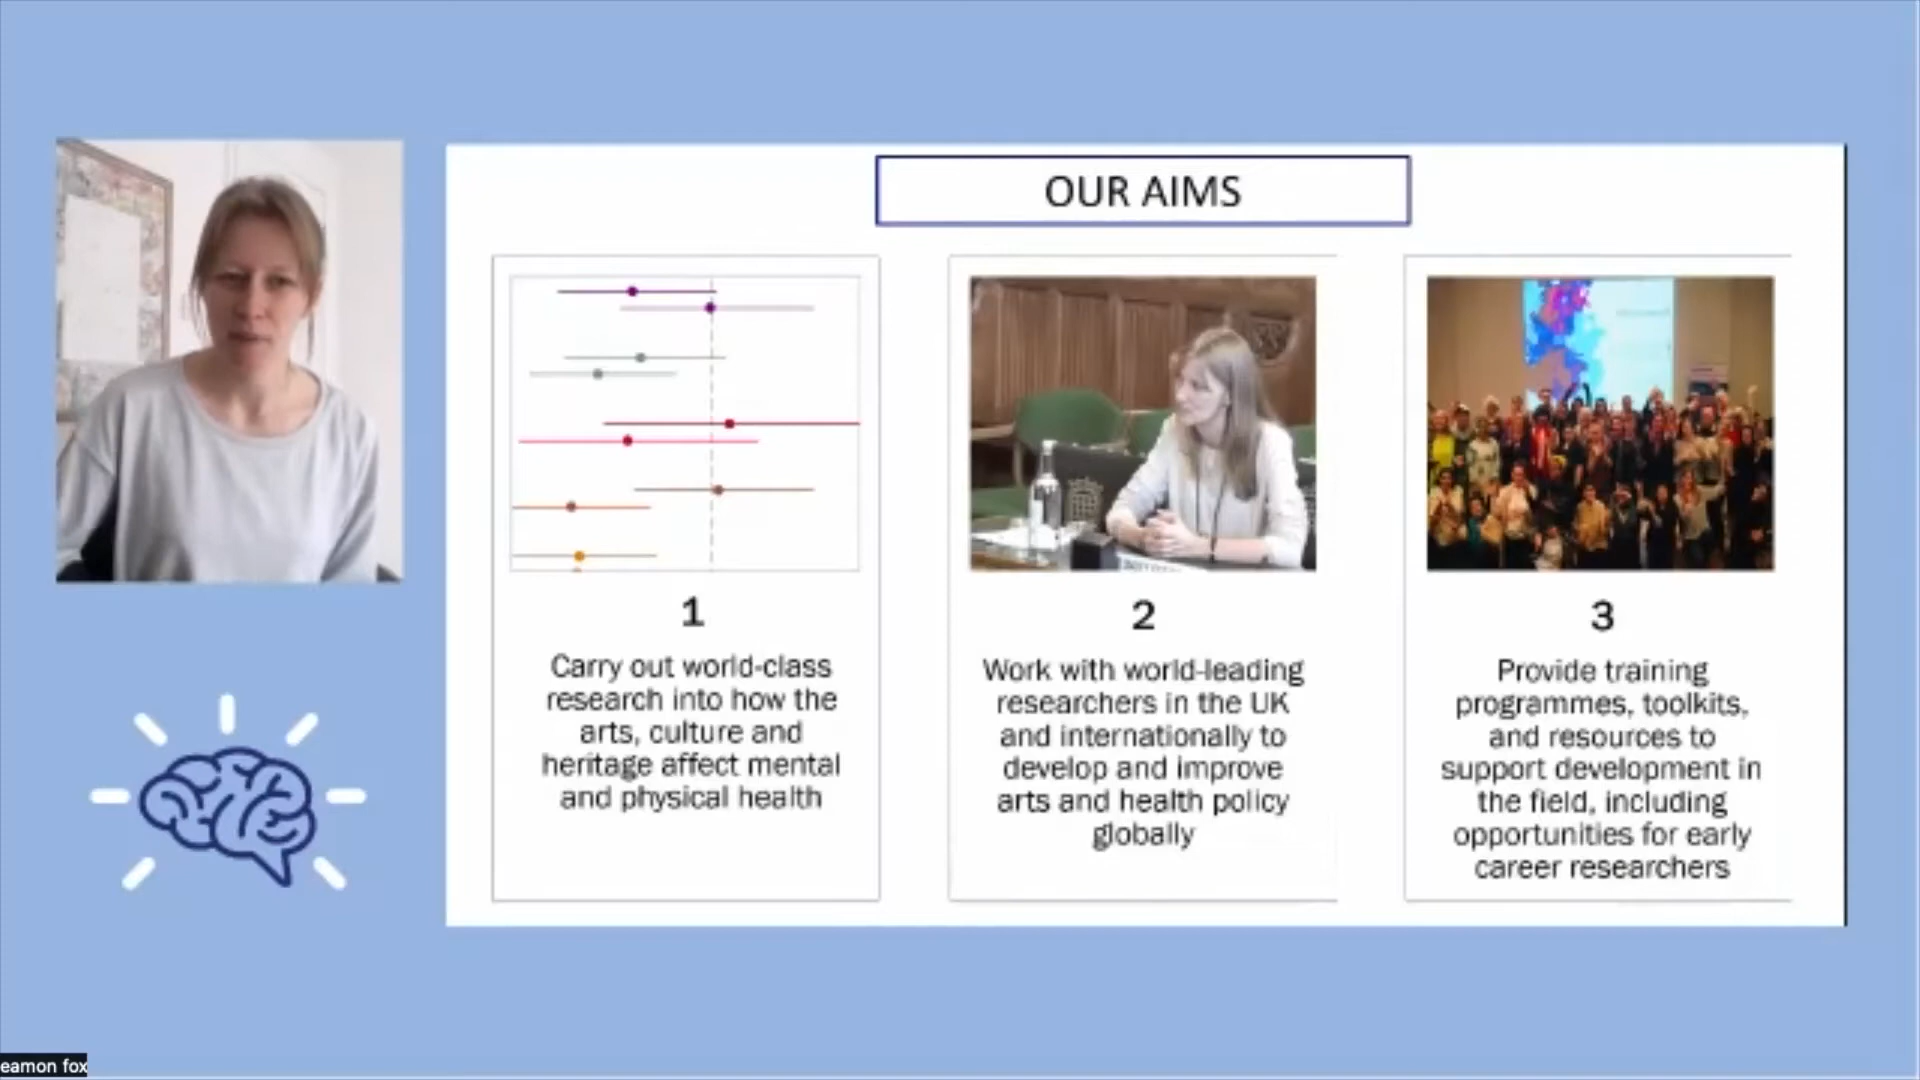 OUR AIMS
1
Carry out world-class
research into how the
arts, culture and
heritage affect mental
and physical health
2
Work with world-leading
researchers in the UK
and internationally to
develop and improve
arts and health policy
globally
3
Provide training
programmes, toolkits,
and resources to
support development in
the field, including
opportunities for early
career researchers
eamon fox